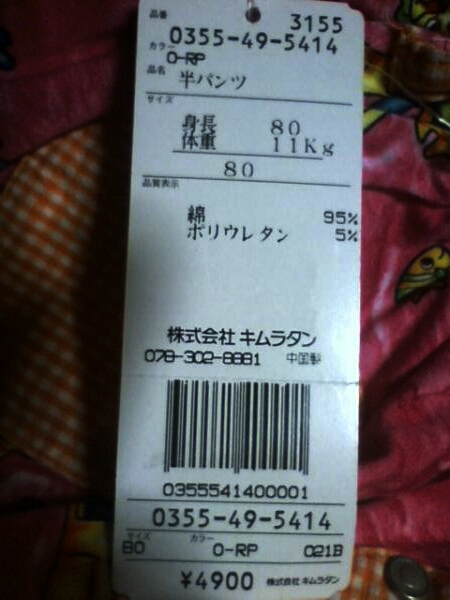 品番 3155
0355-49-5414
カラー
O-RP
品名 半パンツ
サイズ
身長 80
体重 11Kg
80
品質表示
綿 95%
ポリウレタン 5%
株式会社 キムラタン
078-302-8881 中国製
0355541400001
0355-49-5414
サイズ カラー
80 O-RP 021B
¥4900 株式会社 キムラタン